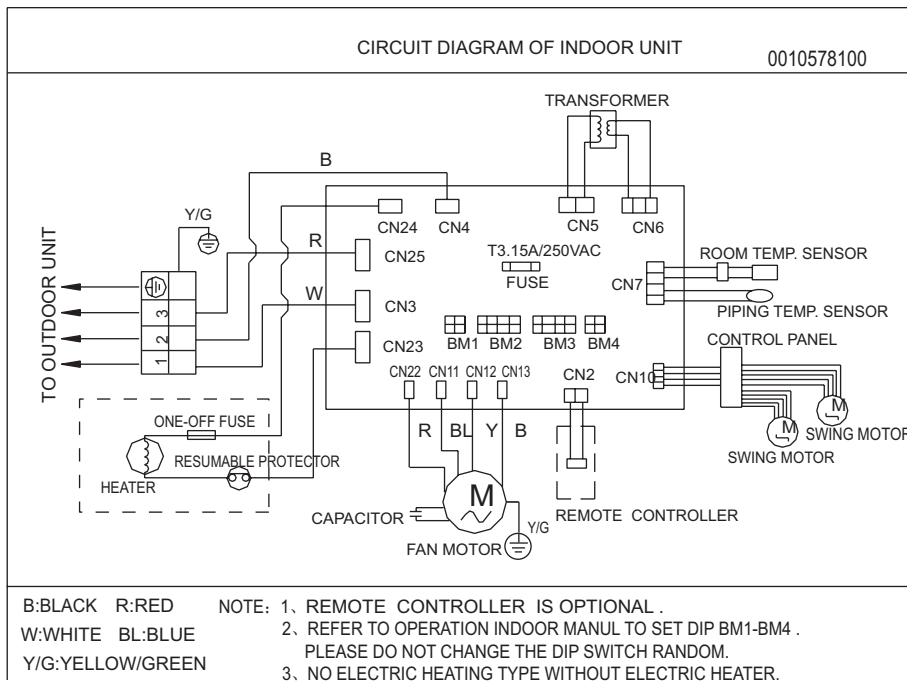 CIRCUIT DIAGRAM OF INDOOR UNIT
0010578100
TRANSFORMER
B
Y/G
CN24
CN4
CN5
CN6
R
CN25
T3.15A/250VAC
FUSE
CN7
ROOM TEMP. SENSOR
TO OUTDOOR UNIT
W
CN3
PIPING TEMP. SENSOR
3
2
1
BM1
BM2
BM3
BM4
CONTROL PANEL
CN23
CN22
CN11
CN12
CN13
CN2
CN10
ONE-OFF FUSE
R
BL
Y
B
M
SWING MOTOR
M
SWING MOTOR
RESUMABLE PROTECTOR
HEATER
M
CAPACITOR
Y/G
REMOTE CONTROLLER
FAN MOTOR
B:BLACK R:RED
W:WHITE BL:BLUE
Y/G:YELLOW/GREEN
NOTE: 1、REMOTE CONTROLLER IS OPTIONAL .
2、REFER TO OPERATION INDOOR MANUL TO SET DIP BM1-BM4 .
PLEASE DO NOT CHANGE THE DIP SWITCH RANDOM.
3、NO ELECTRIC HEATING TYPE WITHOUT ELECTRIC HEATER.